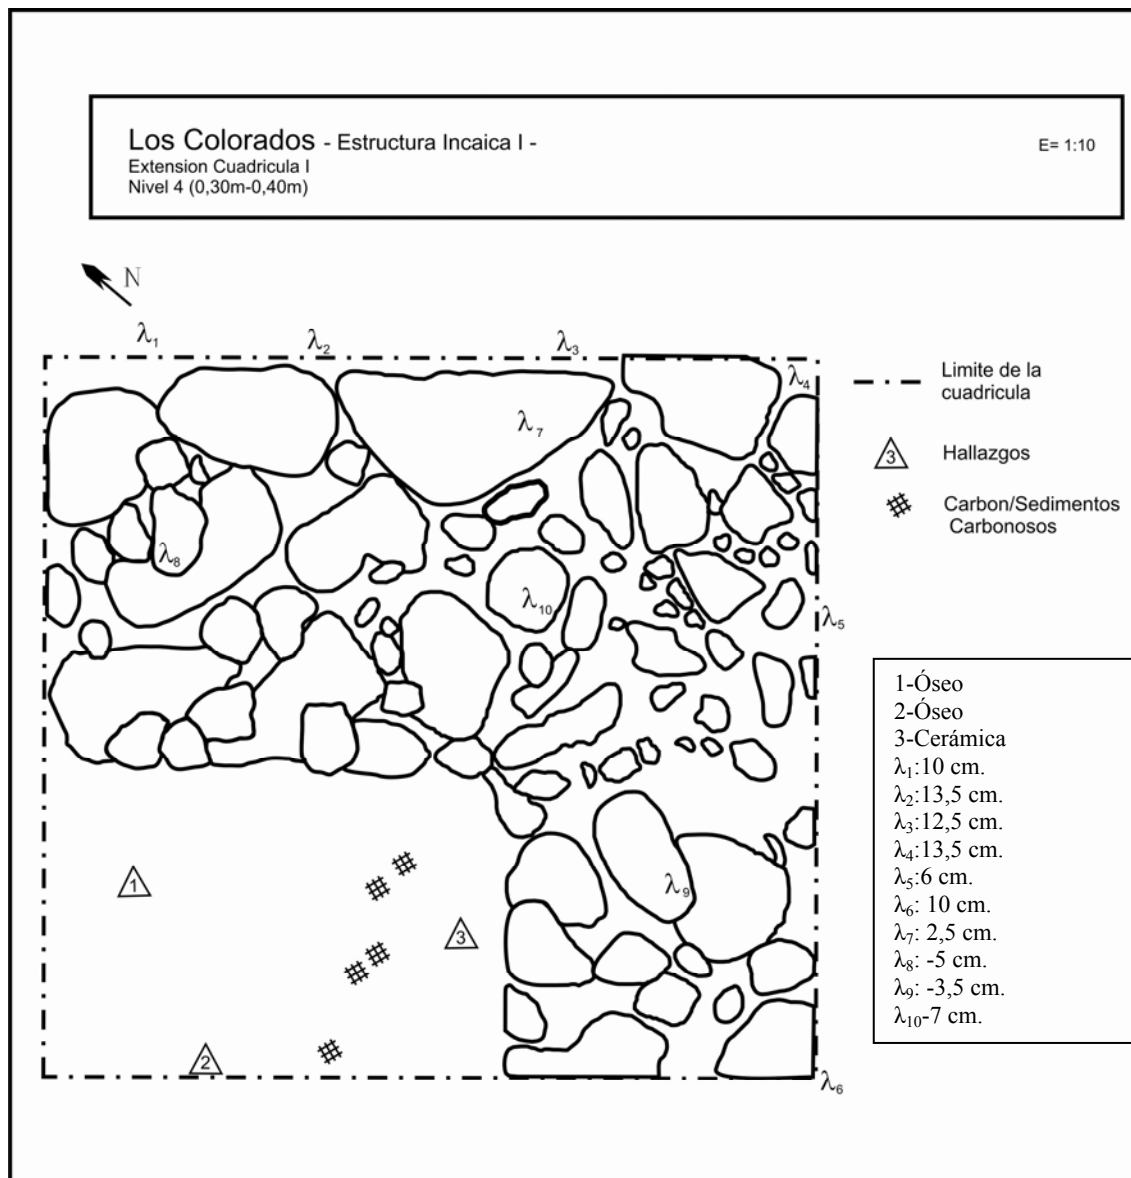 Los Colorados - Estructura Incaica I -
E= 1:10
Extension Cuadricula I
Nivel 4 (0,30m-0,40m)
N
λ1
λ2
λ3
λ4
Limite de la
cuadricula
λ7
3
Hallazgos
Carbon/Sedimentos
Carbonosos
λ8
λ10
λ5
1-Óseo
2-Óseo
3-Cerámica
λ1:10 cm.
λ2:13,5 cm.
λ3:12,5 cm.
λ4:13,5 cm.
λ5:6 cm.
λ6: 10 cm.
λ7: 2,5 cm.
λ8: -5 cm.
λ9: -3,5 cm.
λ10-7 cm.
1
λ9
3
2
λ6